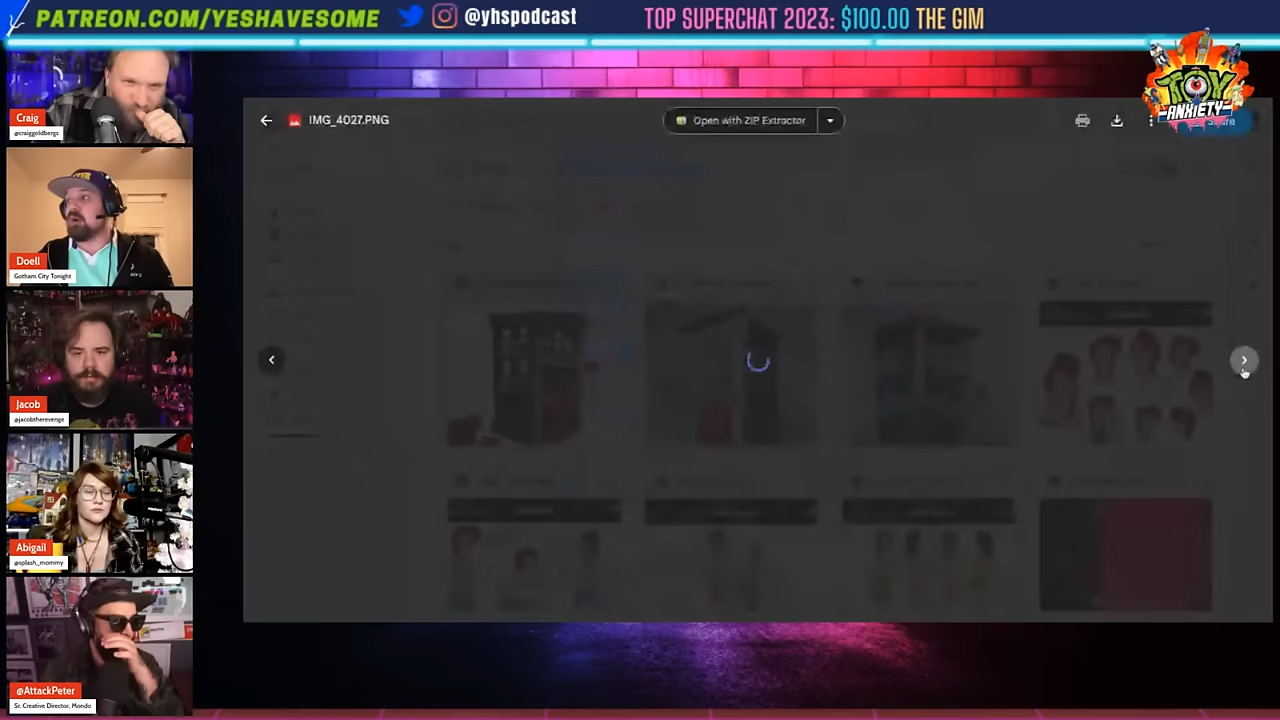 PATREON.COM/YESHAVESOME
@yhspodcast
TOP SUPERCHAT 2023: $100.00 THE GIM
TOY
ANXIETY
IMG_4027.PNG
Open with ZIP Extractor
Craig
@craiggoldbergs
Doell
Gotham City Tonight
Jacob
@jacobtherevenge
Abigail
@splash_mommy
@AttackPeter
Sr. Creative Director, Mondo